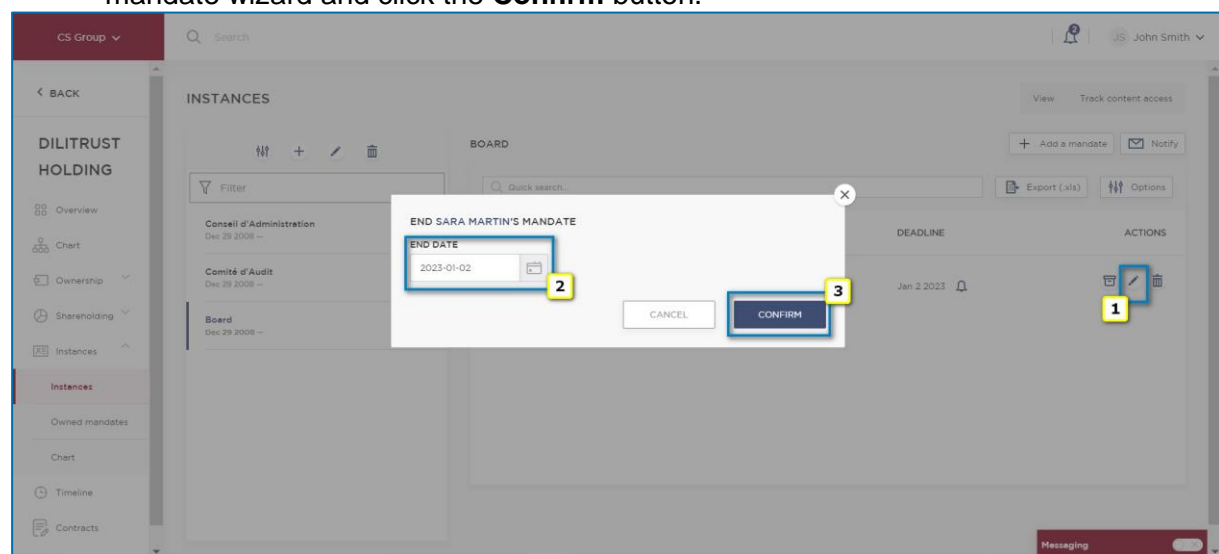 mandate wizard and click the Confirm button.
CS Group
Search
2
JS John Smith
BACK
INSTANCES
View Track content access
DILITRUST
HOLDING
BOARD
+ Add a mandate
Notify
Filter
Quick search...
Export (.xls)
Options
Overview
Chart
Ownership
Shareholding
Instances
Instances
Owned mandates
Chart
Timeline
Contracts
Conseil d'Administration
Dec 29 2008 —
Comité d'Audit
Dec 29 2008 —
Board
Dec 29 2008 —
END SARA MARTIN'S MANDATE
END DATE
2023-01-02
2
CANCEL
CONFIRM
3
DEADLINE
ACTIONS
Jan 2 2023
1
Messaging